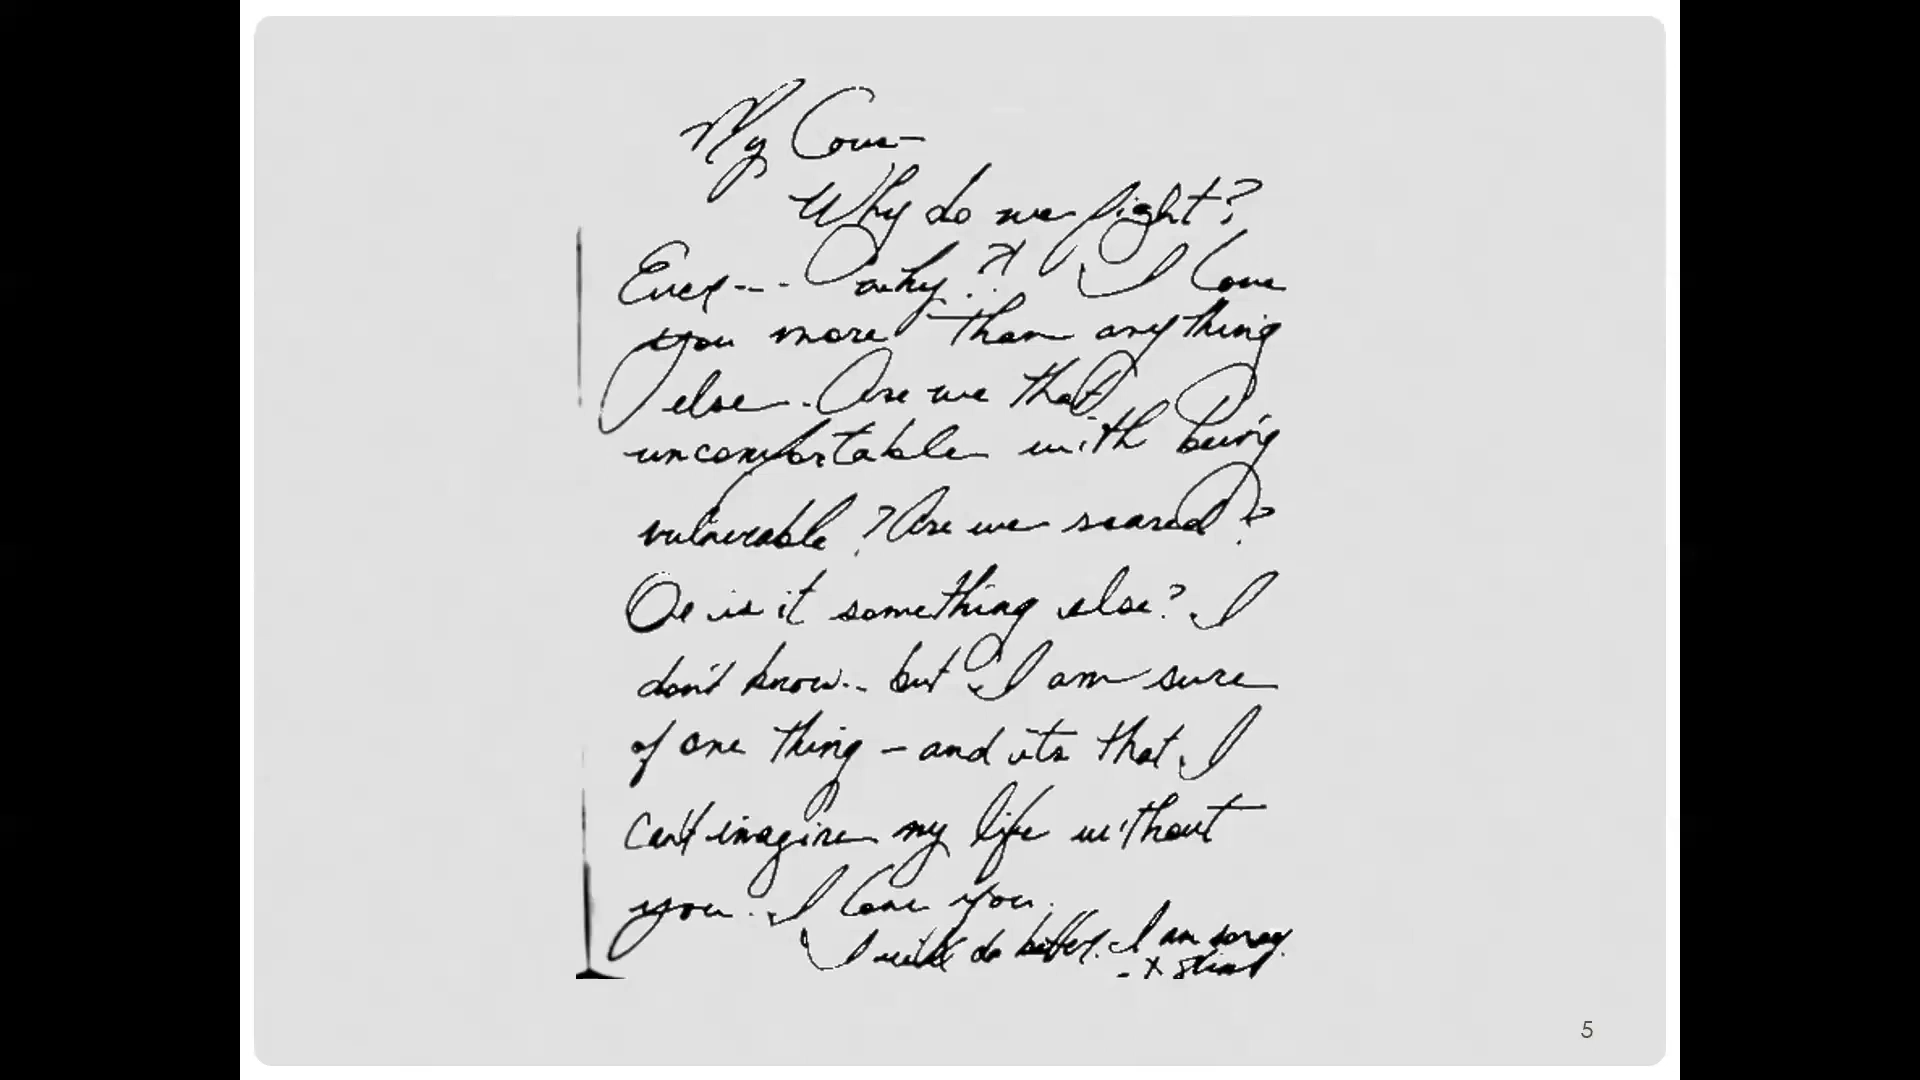 My Love—
Why do we fight?
Ever--- why?? I love
you more than anything
else. Are we that
uncomfortable with being
vulnerable? Are we scared?
Or is it something else? I
don't know.. but I am sure
of one thing – and its that I
can't imagine my life without
you. I love you.
I will do better. I am sorry.
-x
5